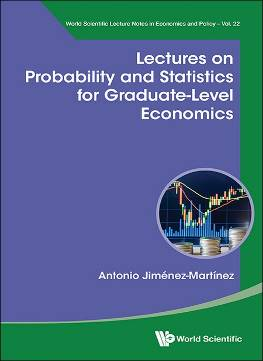 World Scientific Lecture Notes in Economics and Policy – Vol. 22
Lectures on
Probability and Statistics
for Graduate-Level
Economics
Antonio Jiménez-Martínez
World Scientific